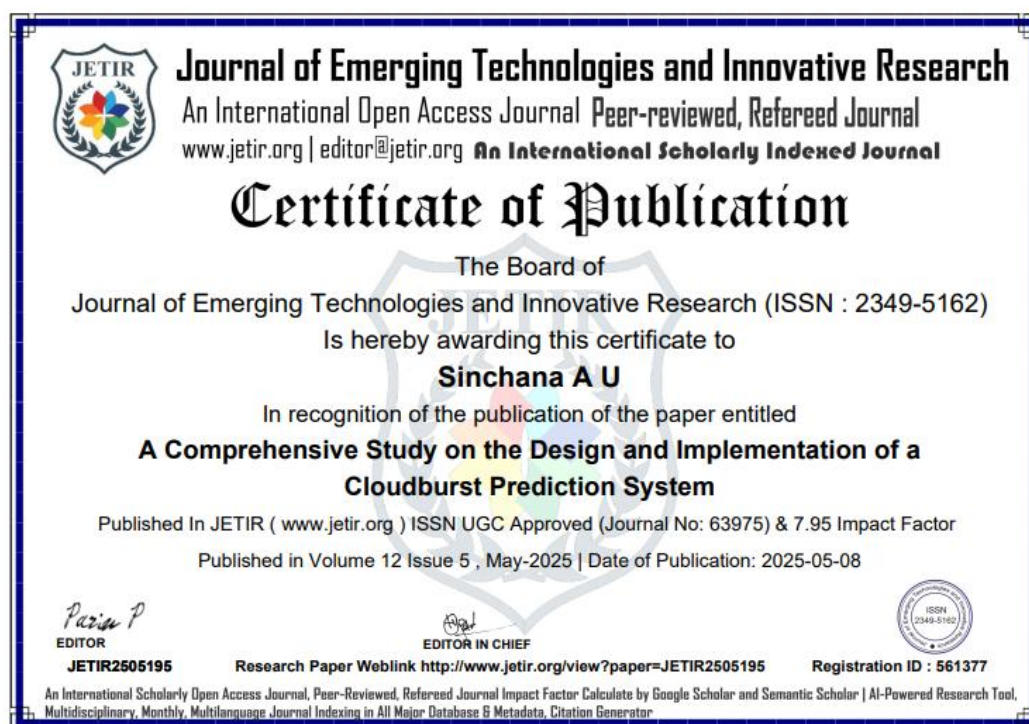 JETIR
Journal of Emerging Technologies and Innovative Research
An International Open Access Journal Peer-reviewed, Refereed Journal
www.jetir.org | editor@jetir.org An International Scholarly Indexed Journal
Certificate of Publication
The Board of
Journal of Emerging Technologies and Innovative Research (ISSN : 2349-5162)
Is hereby awarding this certificate to
Sinchana A U
In recognition of the publication of the paper entitled
A Comprehensive Study on the Design and Implementation of a
Cloudburst Prediction System
Published In JETIR ( www.jetir.org ) ISSN UGC Approved (Journal No: 63975) & 7.95 Impact Factor
Published in Volume 12 Issue 5 , May-2025 | Date of Publication: 2025-05-08
EDITOR
EDITOR IN CHIEF
ISSN
2349-5162
JETIR2505195 Research Paper Weblink http://www.jetir.org/view?paper=JETIR2505195 Registration ID : 561377
An International Scholarly Open Access Journal, Peer-Reviewed, Refereed Journal Impact Factor Calculate by Google Scholar and Semantic Scholar | AI-Powered Research Tool,
Multidisciplinary, Monthly, Multilanguage Journal Indexing in All Major Database & Metadata, Citation Generator